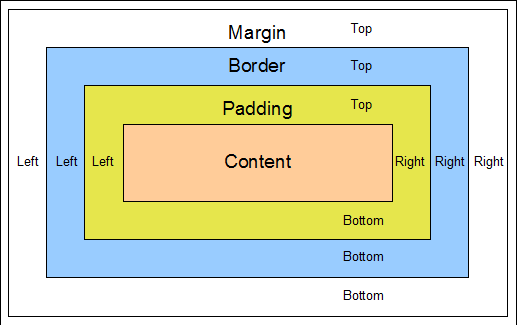 Margin Top
Border Top
Padding Top
Left Left Left Content Right Right Right
Bottom
Bottom
Bottom